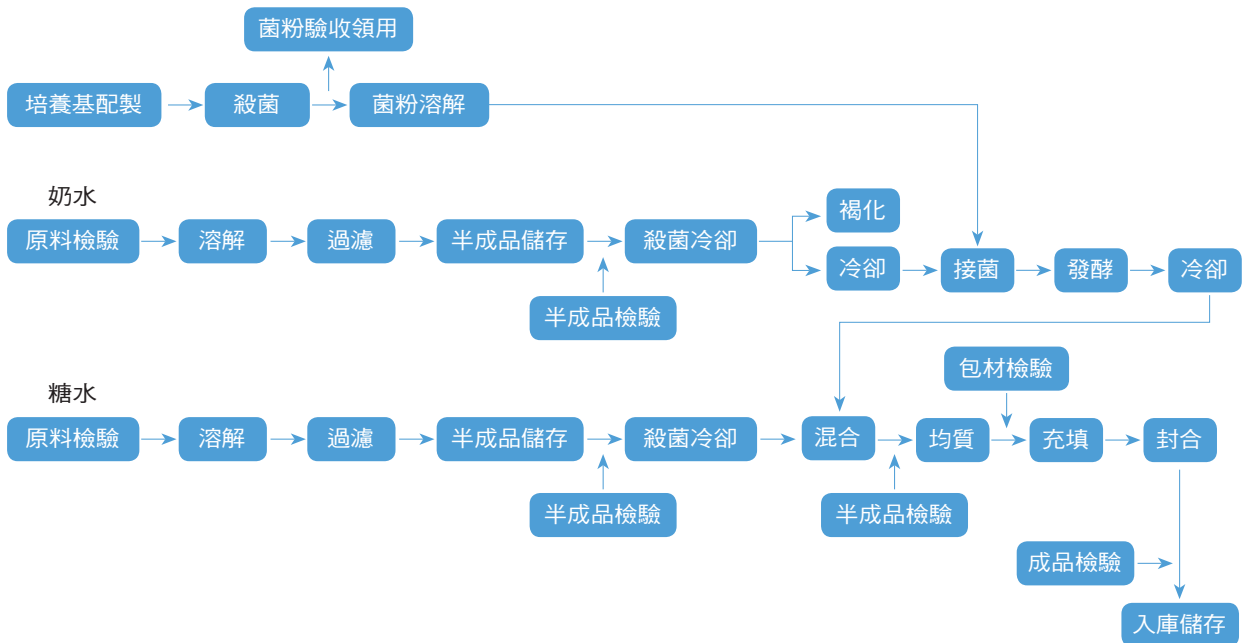 菌粉驗收領用
培養基配製
殺菌
菌粉溶解
奶水
原料檢驗
溶解
過濾
半成品儲存
殺菌冷卻
褐化
冷卻
接菌
發酵
冷卻
半成品檢驗
包材檢驗
糖水
原料檢驗
溶解
過濾
半成品儲存
殺菌冷卻
混合
均質
充填
封合
半成品檢驗
半成品檢驗
成品檢驗
入庫儲存